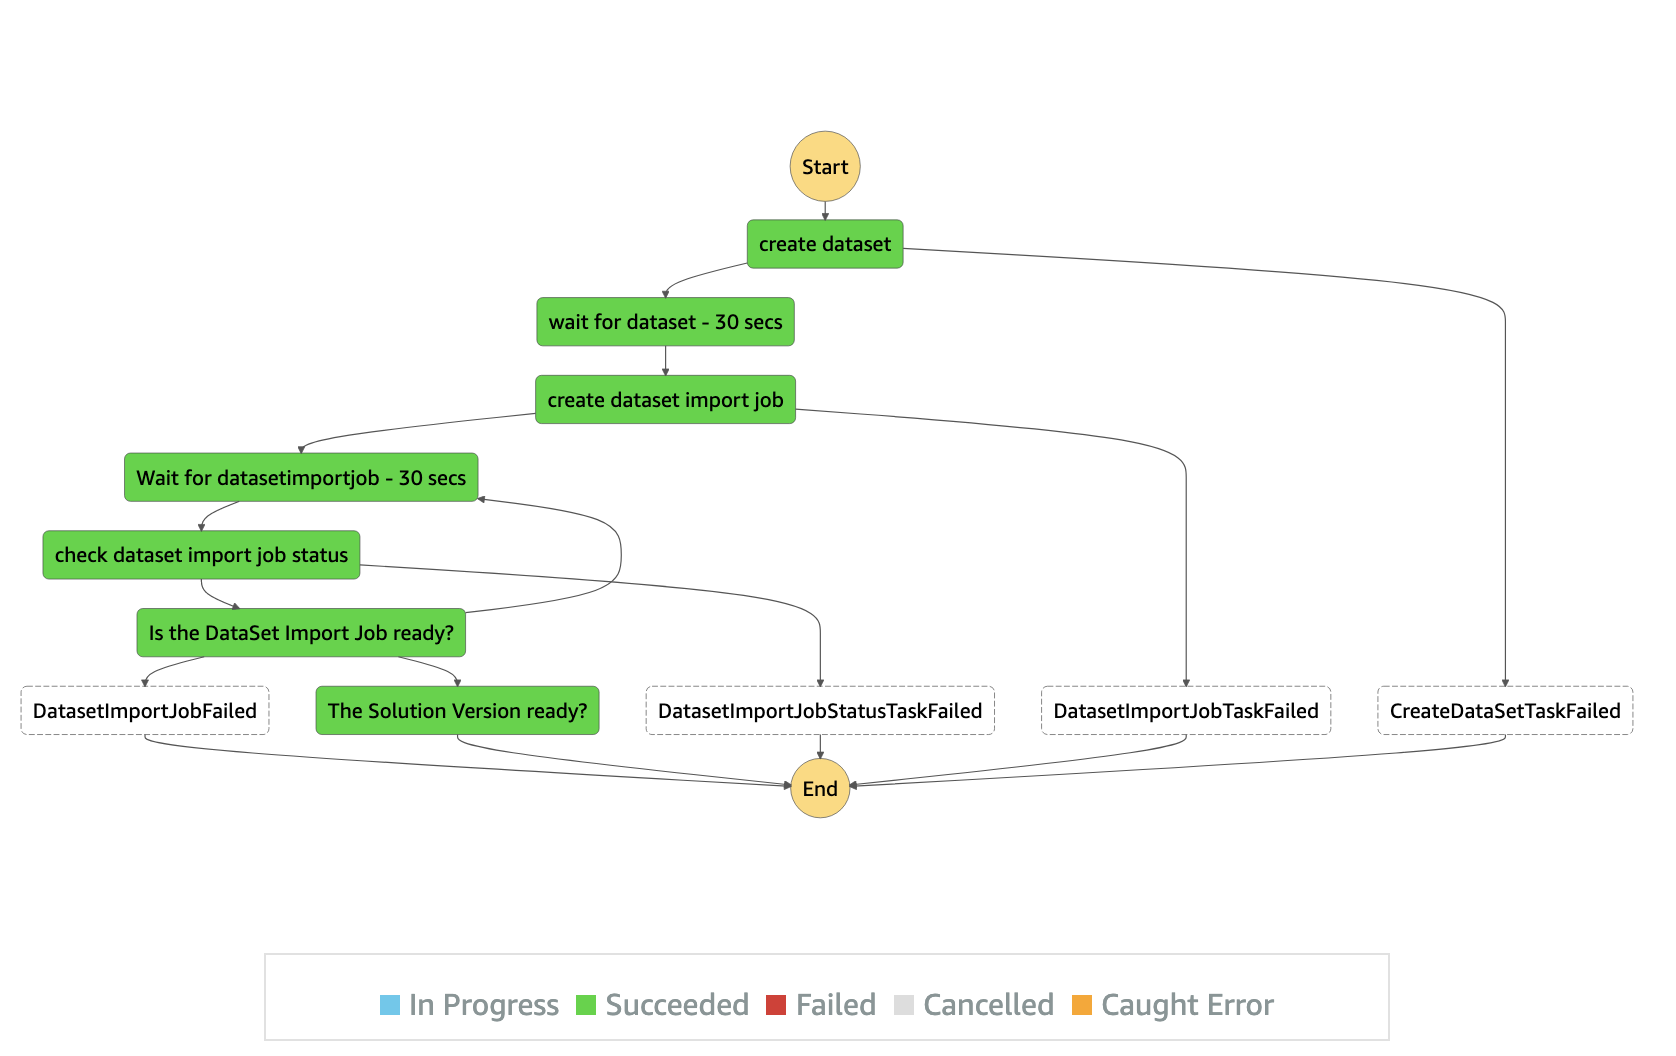 Start
create dataset
wait for dataset - 30 secs
create dataset import job
Wait for datasetimportjob - 30 secs
check dataset import job status
Is the DataSet Import Job ready?
DatasetImportJobFailed
The Solution Version ready?
DatasetImportJobStatusTaskFailed
DatasetImportJobTaskFailed
CreateDataSetTaskFailed
End
In Progress
Succeeded
Failed
Cancelled
Caught Error